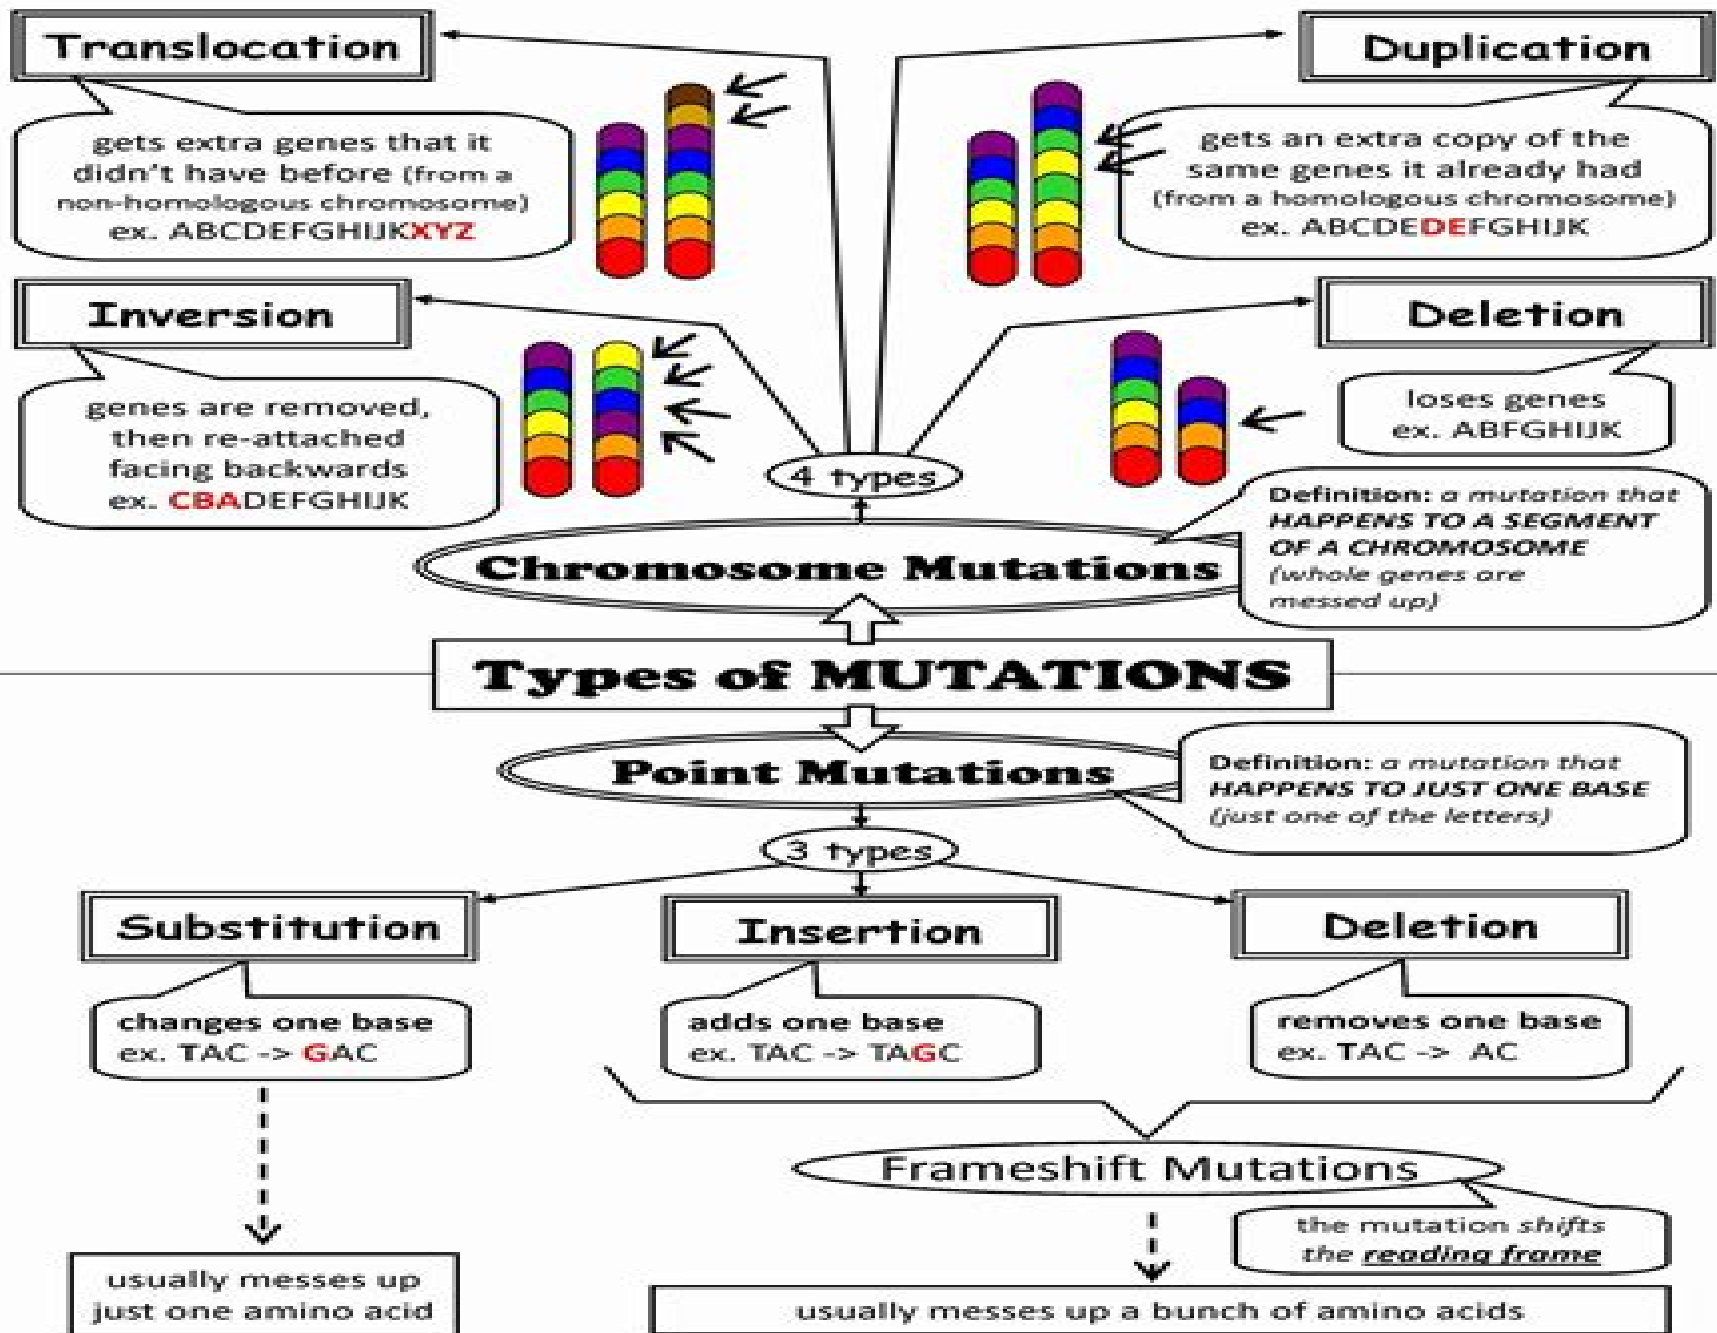 Translocation
gets extra genes that it
didn't have before (from a
non-homologous chromosome)
ex. ABCDEFGHIJKXYZ
Duplication
gets an extra copy of the
same genes it already had
(from a homologous chromosome)
ex. ABCDEDEFGHIJK
Inversion
genes are removed,
then re-attached
facing backwards
ex. CBADEFGHIJK
Deletion
loses genes
ex. ABFGHIJK
4 types
Chromosome Mutations
Definition: a mutation that
HAPPENS TO A SEGMENT
OF A CHROMOSOME
(whole genes are
messed up)
Types of MUTATIONS
Point Mutations
Definition: a mutation that
HAPPENS TO JUST ONE BASE
(just one of the letters)
3 types
Substitution
changes one base
ex. TAC -> GAC
Insertion
adds one base
ex. TAC -> TAGC
Deletion
removes one base
ex. TAC -> AC
Frameshift Mutations
the mutation shifts
the reading frame
usually messes up
just one amino acid
usually messes up a bunch of amino acids